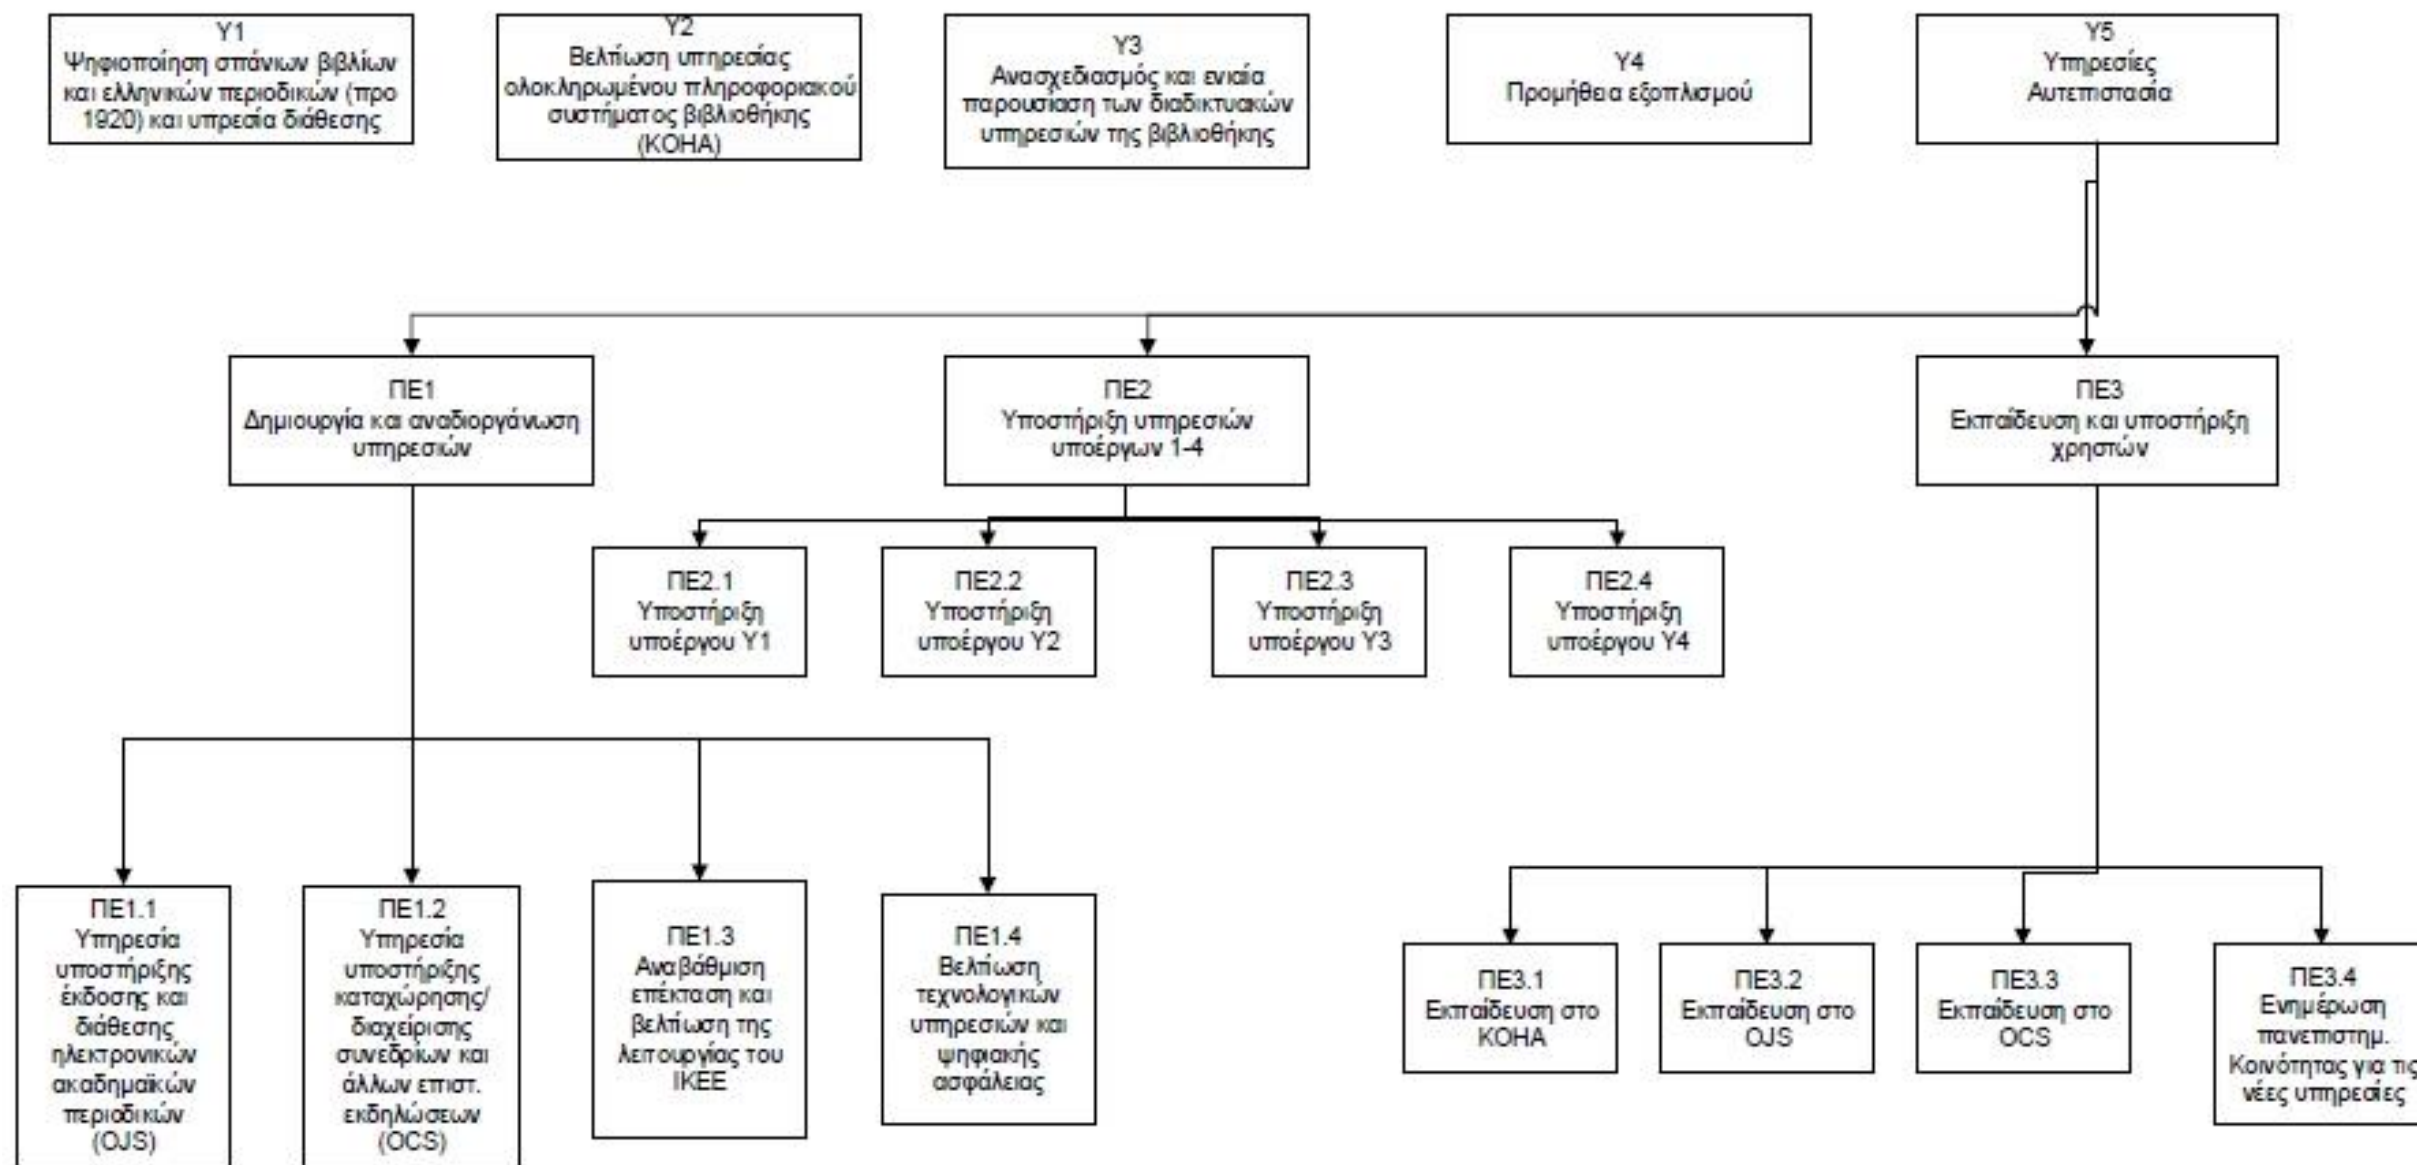 Υ1
Ψηφιοποίηση σπάνιων βιβλίων
και ελληνικών περιοδικών (προ
1920) και υπρεσία διάθεσης
Υ2
Βελτίωση υπηρεσίας
ολοκληρωμένου πληροφοριακού
συστήματος βιβλιοθήκης
(ΚΟΗΑ)
Υ3
Ανασχεδιασμός και ενιαία
παρουσίαση των διαδικτυακών
υπηρεσιών της βιβλιοθήκης
Υ4
Προμήθεια εξοπλισμού
Υ5
Υπηρεσίες
Αυτεπιστασία
ΠΕ1
Δημιουργία και αναδιοργάνωση
υπηρεσιών
ΠΕ2
Υποστήριξη υπηρεσιών
υποέργων 1-4
ΠΕ3
Εκπαίδευση και υποστήριξη
χρηστών
ΠΕ2.1
Υποστήριξη
υποέργου Υ1
ΠΕ2.2
Υποστήριξη
υποέργου Υ2
ΠΕ2.3
Υποστήριξη
υποέργου Υ3
ΠΕ2.4
Υποστήριξη
υποέργου Υ4
ΠΕ1.1
Υπηρεσία
υποστήριξης
έκδοσης και
διάθεσης
ηλεκτρονικών
ακαδημαϊκών
περιοδικών
(OJS)
ΠΕ1.2
Υπηρεσία
υποστήριξης
καταχώρησης/
διαχείρισης
συνεδρίων και
άλλων επιστ.
εκδηλώσεων
(OCS)
ΠΕ1.3
Αναβάθμιση
επέκταση και
βελτίωση της
λειτουργίας του
ΙΚΕΕ
ΠΕ1.4
Βελτίωση
τεχνολογικών
υπηρεσιών και
ψηφιακής
ασφάλειας
ΠΕ3.1
Εκπαίδευση στο
ΚΟΗΑ
ΠΕ3.2
Εκπαίδευση στο
OJS
ΠΕ3.3
Εκπαίδευση στο
OCS
ΠΕ3.4
Ενημέρωση
πανεπιστημ.
Κοινότητας για τις
νέες υπηρεσίες